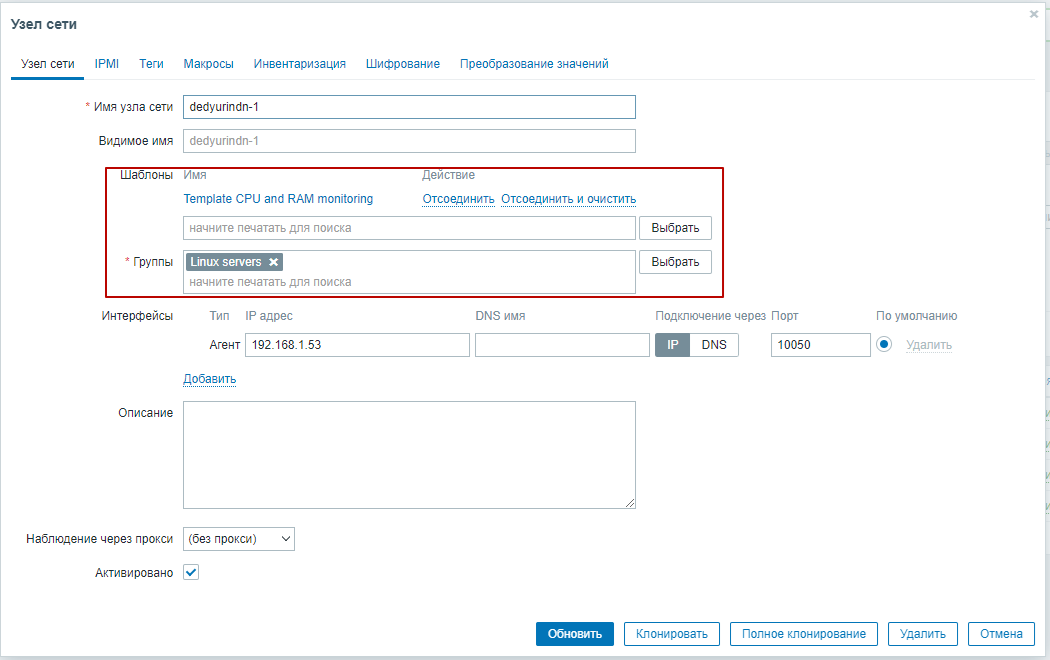 Узел сети
Узел сети IPMI Теги Макросы Инвентаризация Шифрование Преобразование значений
* Имя узла сети dedyurindn-1
Видимое имя dedyurindn-1
Шаблоны Имя Действие
Template CPU and RAM monitoring Отсоединить Отсоединить и очистить
начните печатать для поиска Выбрать
* Группы Linux servers Выбрать
начните печатать для поиска
Интерфейсы Тип IP адрес DNS имя Подключение через Порт По умолчанию
Агент 192.168.1.53 IP DNS 10050 Удалить
Добавить
Описание
Наблюдение через прокси (без прокси)
Активировано
Обновить Клонировать Полное клонирование Удалить Отмена